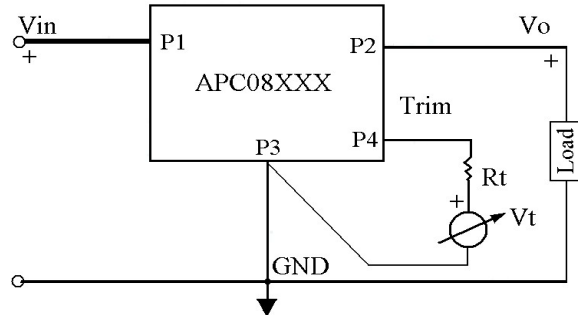 Vin
+
P1
APC08XXX
P2
Vo
+
Trim
P4
P3
Rt
+
Vt
Load
GND